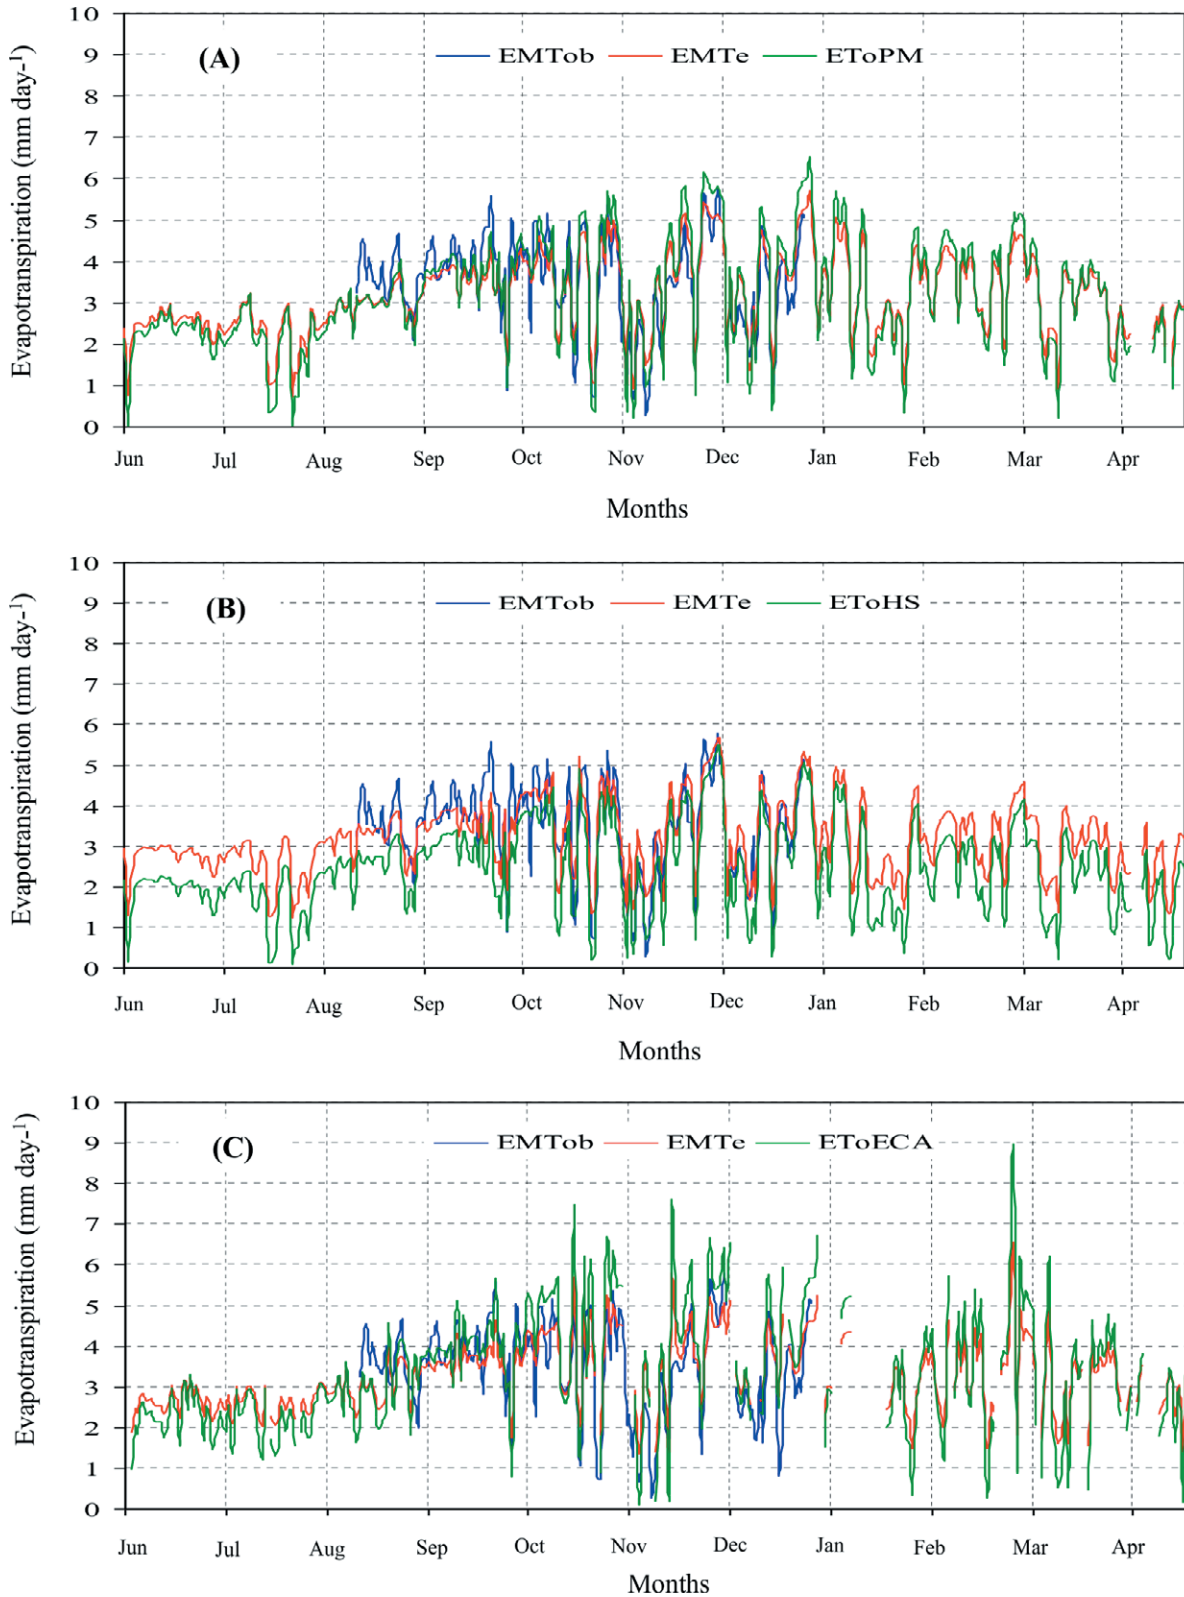 10
9
8
7
6
5
4
3
2
1
0
Evapotranspiration (mm day-1)
(A)
EMTob EMTe EToPM
Jun Jul Aug Sep Oct Nov Dec Jan Feb Mar Apr
Months
10
9
8
7
6
5
4
3
2
1
0
Evapotranspiration (mm day-1)
(B)
EMTob EMTe EToHS
Jun Jul Aug Sep Oct Nov Dec Jan Feb Mar Apr
Months
10
9
8
7
6
5
4
3
2
1
0
Evapotranspiration (mm day-1)
(C)
EMTob EMTe EToECA
Jun Jul Aug Sep Oct Nov Dec Jan Feb Mar Apr
Months